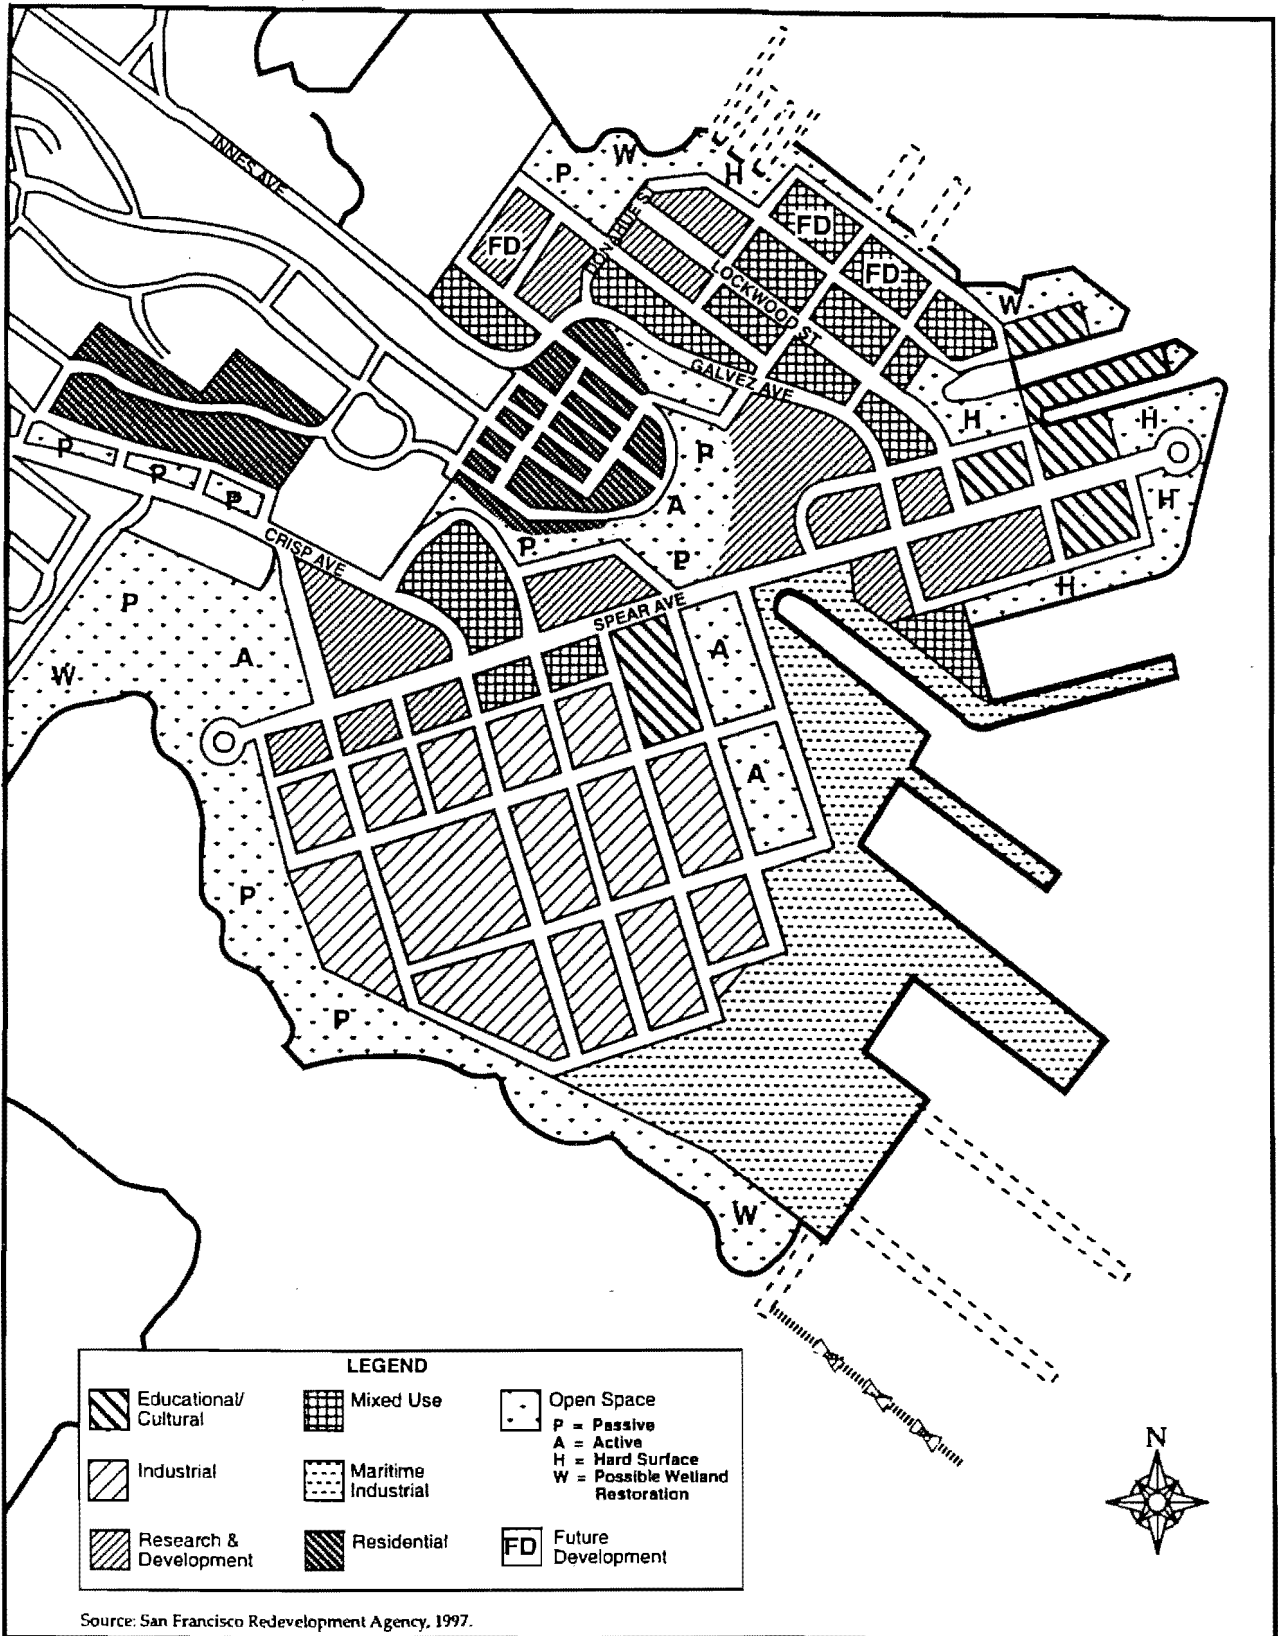 INNES AVE
P
W
H
FD
FD
FD
LOCKWOOD ST
W
GALVEZ AVE
H
H
P
P
P
P
A
H
CRISP AVE
P
P
H
P
SPEAR AVE
A
A
W
A
P
P
W
LEGEND
Educational/
Cultural
Industrial
Research &
Development
Mixed Use
Maritime
Industrial
Residential
Open Space
P = Passive
A = Active
H = Hard Surface
W = Possible Wetland
Restoration
FD
Future
Development
N
Source: San Francisco Redevelopment Agency, 1997.